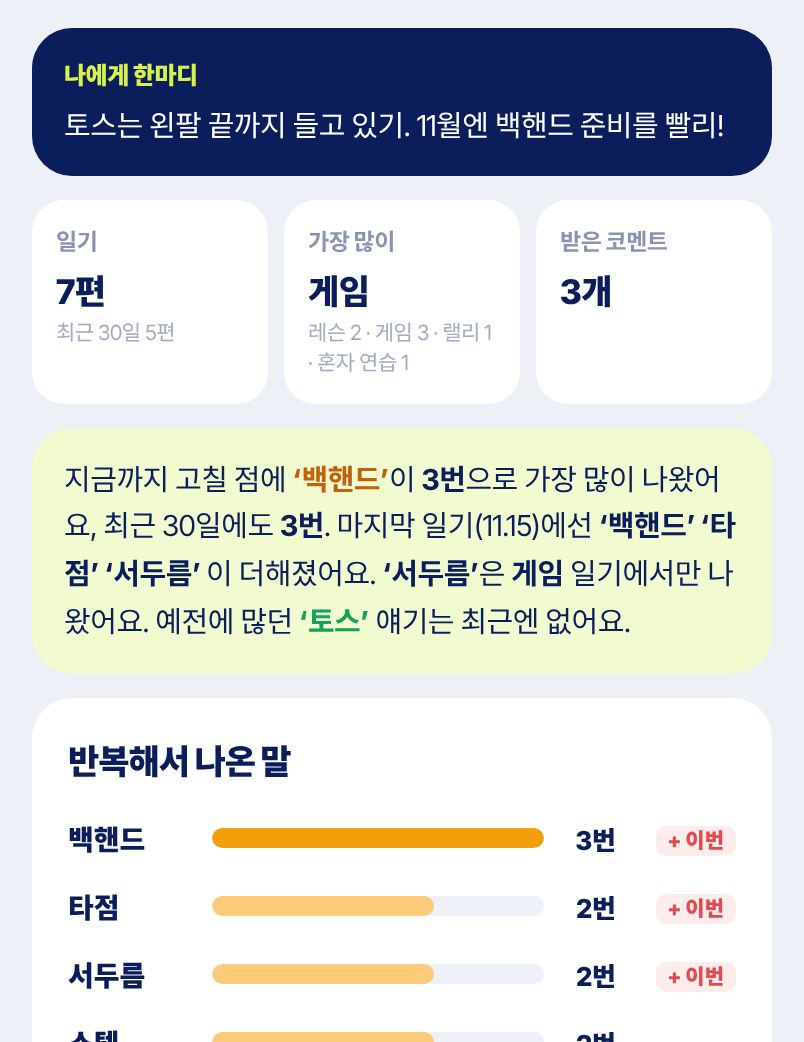 나에게 한마디
토스는 왼팔 끝까지 들고 있기. 11월엔 백핸드 준비를 빨리!
일기
7편
최근 30일 5편
가장 많이
게임
레슨 2 · 게임 3 · 랠리 1
· 혼자 연습 1
받은 코멘트
3개
지금까지 고칠 점에 ‘백핸드’이 3번으로 가장 많이 나왔어
요, 최근 30일에도 3번. 마지막 일기(11.15)에선 ‘백핸드’ ‘타
점’ ‘서두름’ 이 더해졌어요. ‘서두름’은 게임 일기에서만 나
왔어요. 예전에 많던 ‘토스’ 얘기는 최근엔 없어요.
반복해서 나온 말
백핸드 3번 + 이번
타점 2번 + 이번
서두름 2번 + 이번